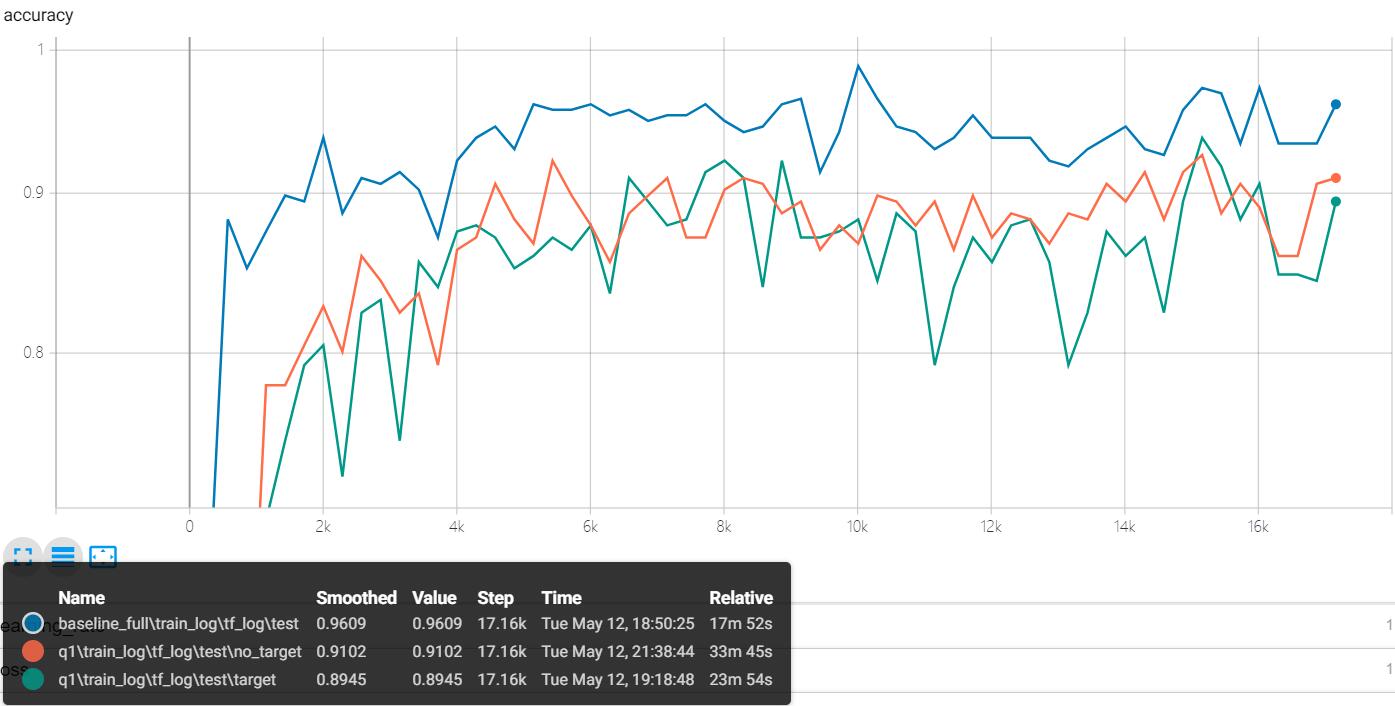 accuracy
1
0.9
0.8
0 2k 4k 6k 8k 10k 12k 14k 16k
Name Smoothed Value Step Time Relative
baseline_full\train_log\tf_log\test 0.9609 0.9609 17.16k Tue May 12, 18:50:25 17m 52s
1
q1\train_log\tf_log\test\no_target 0.9102 0.9102 17.16k Tue May 12, 21:38:44 33m 45s
1
q1\train_log\tf_log\test\target 0.8945 0.8945 17.16k Tue May 12, 19:18:48 23m 54s